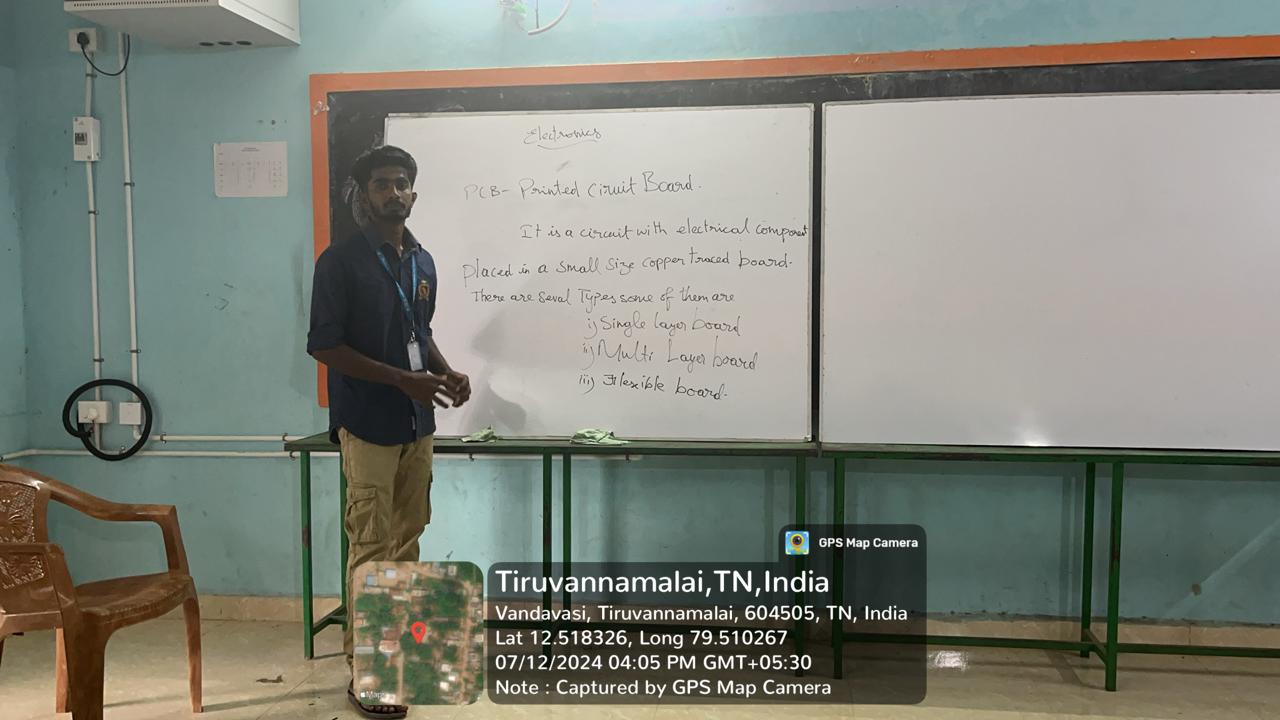 Electronics
PCB- Printed Ciruit Board.
It is a circuit with electrical component
placed in a small size copper traced board.
There are seval Types some of them are
i) Single layer board
ii) Multi Layer board
iii) Flexible board.
GPS Map Camera
Tiruvannamalai,TN,India
Vandavasi, Tiruvannamalai, 604505, TN, India
Lat 12.518326, Long 79.510267
07/12/2024 04:05 PM GMT+05:30
Note : Captured by GPS Map Camera
Maps